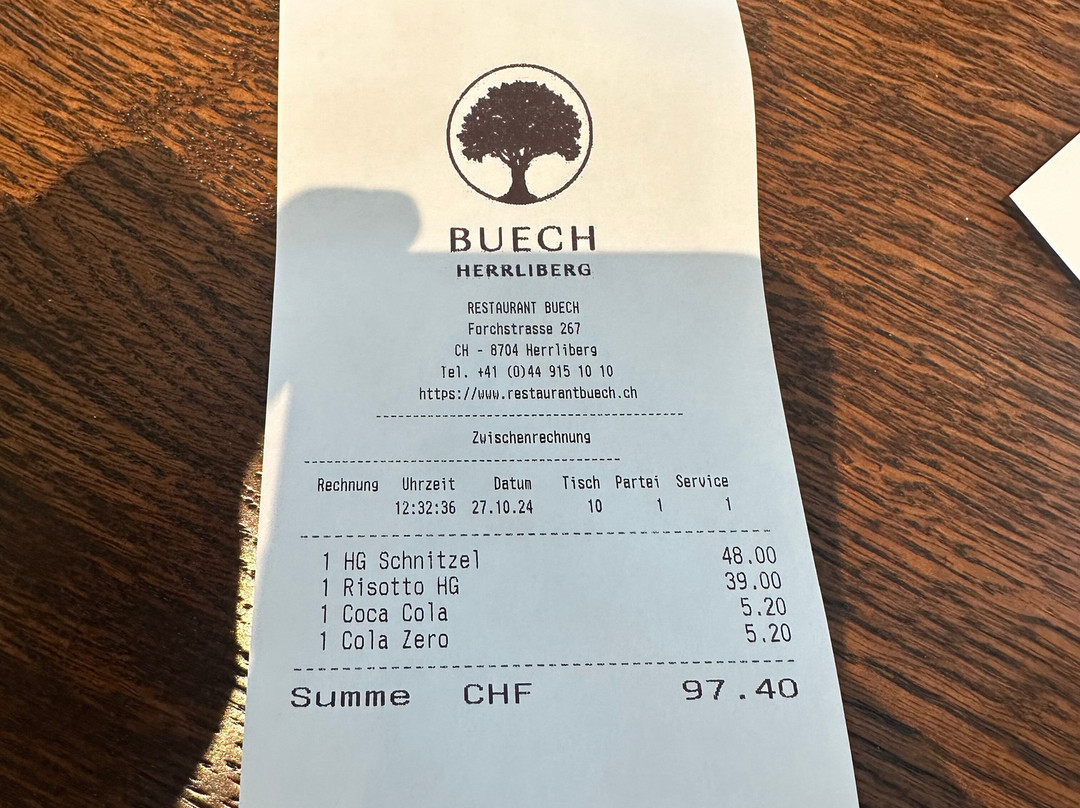 BUECH
HERRLIBERG
RESTAURANT BUECH
Forchstrasse 267
CH - 8704 Herrliberg
Tel. +41 (0)44 915 10 10
https://www.restaurantbuech.ch
Zwischenrechnung
Rechnung Uhrzeit Datum Tisch Partei Service
12:32:36 27.10.24 10 1 1
1 HG Schnitzel 48.00
1 Risotto HG 39.00
1 Coca Cola 5.20
1 Cola Zero 5.20
Summe CHF 97.40